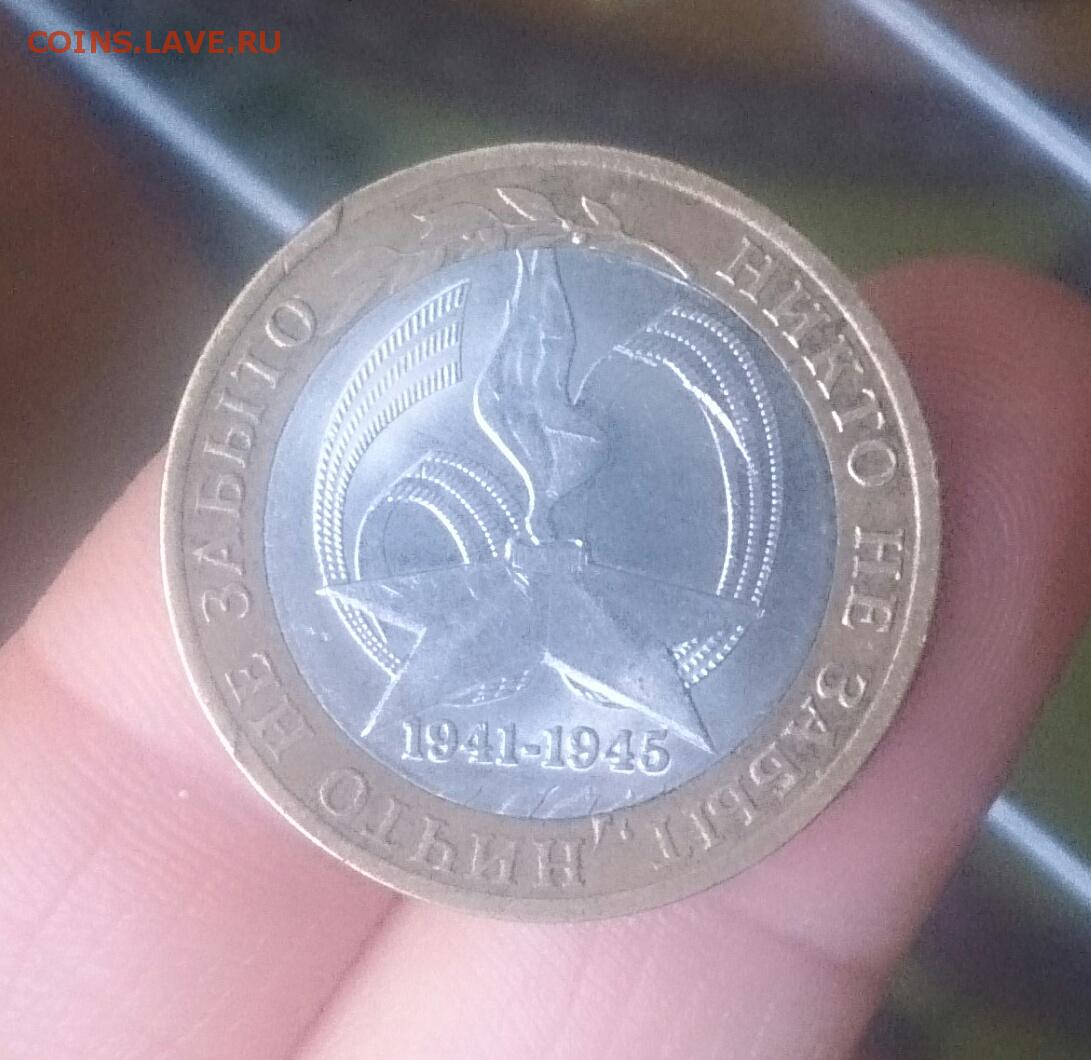 COINS.LAVE.RU
НИКТО НЕ ЗАБЫТ, НИЧТО НЕ ЗАБЫТО
1941-1945